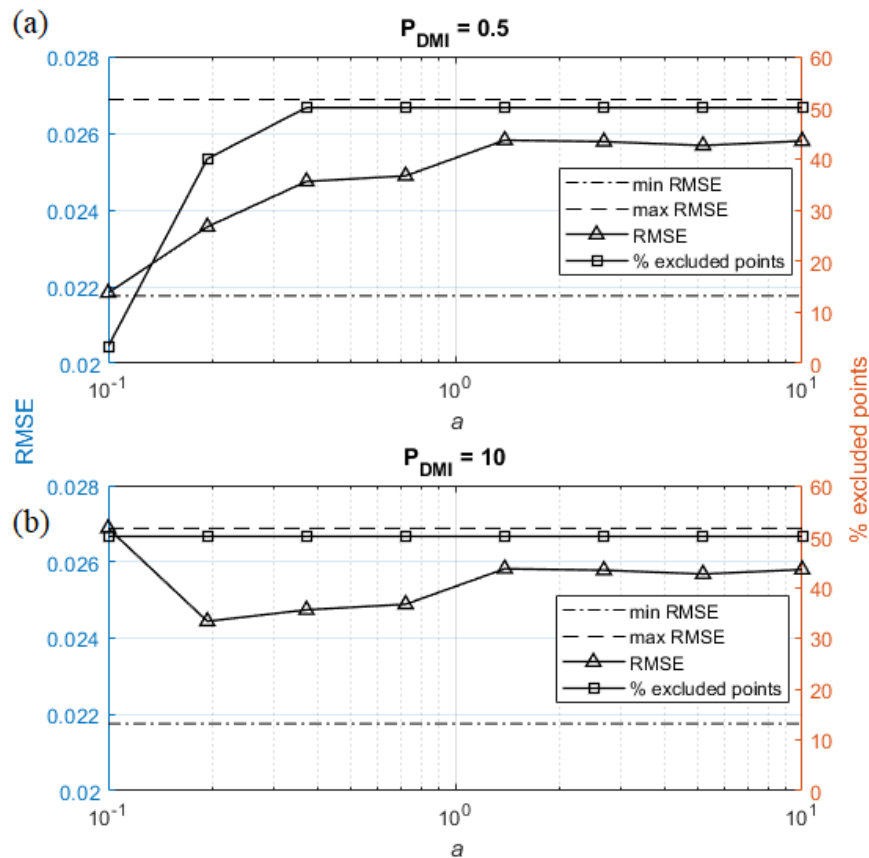 (a)
P_DMI = 0.5
0.028
0.026
0.024
0.022
0.02
60
50
40
30
20
10
0
min RMSE
max RMSE
RMSE
% excluded points
10^-1
10^0
10^1
a
RMSE
% excluded points
(b)
P_DMI = 10
0.028
0.026
0.024
0.022
0.02
60
50
40
30
20
10
0
min RMSE
max RMSE
RMSE
% excluded points
10^-1
10^0
10^1
a